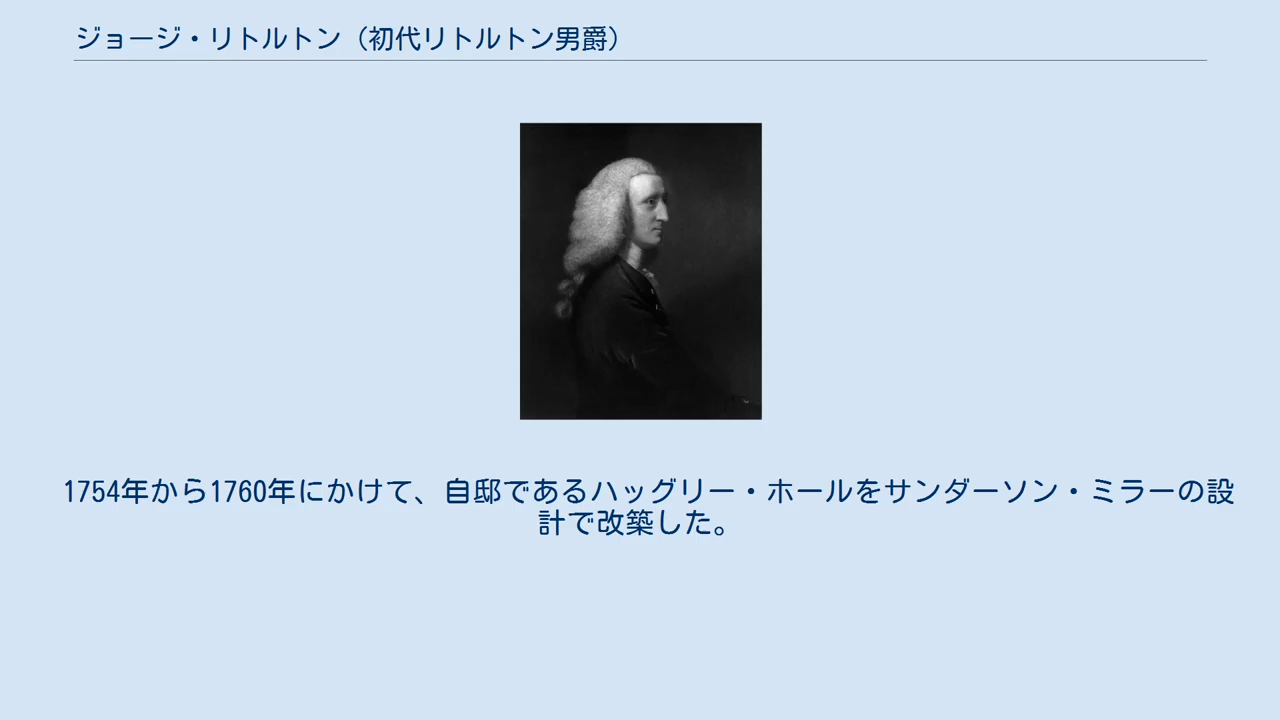 ジョージ・リトルトン（初代リトルトン男爵）
1754年から1760年にかけて、自邸であるハッグリー・ホールをサンダーソン・ミラーの設
計で改築した。